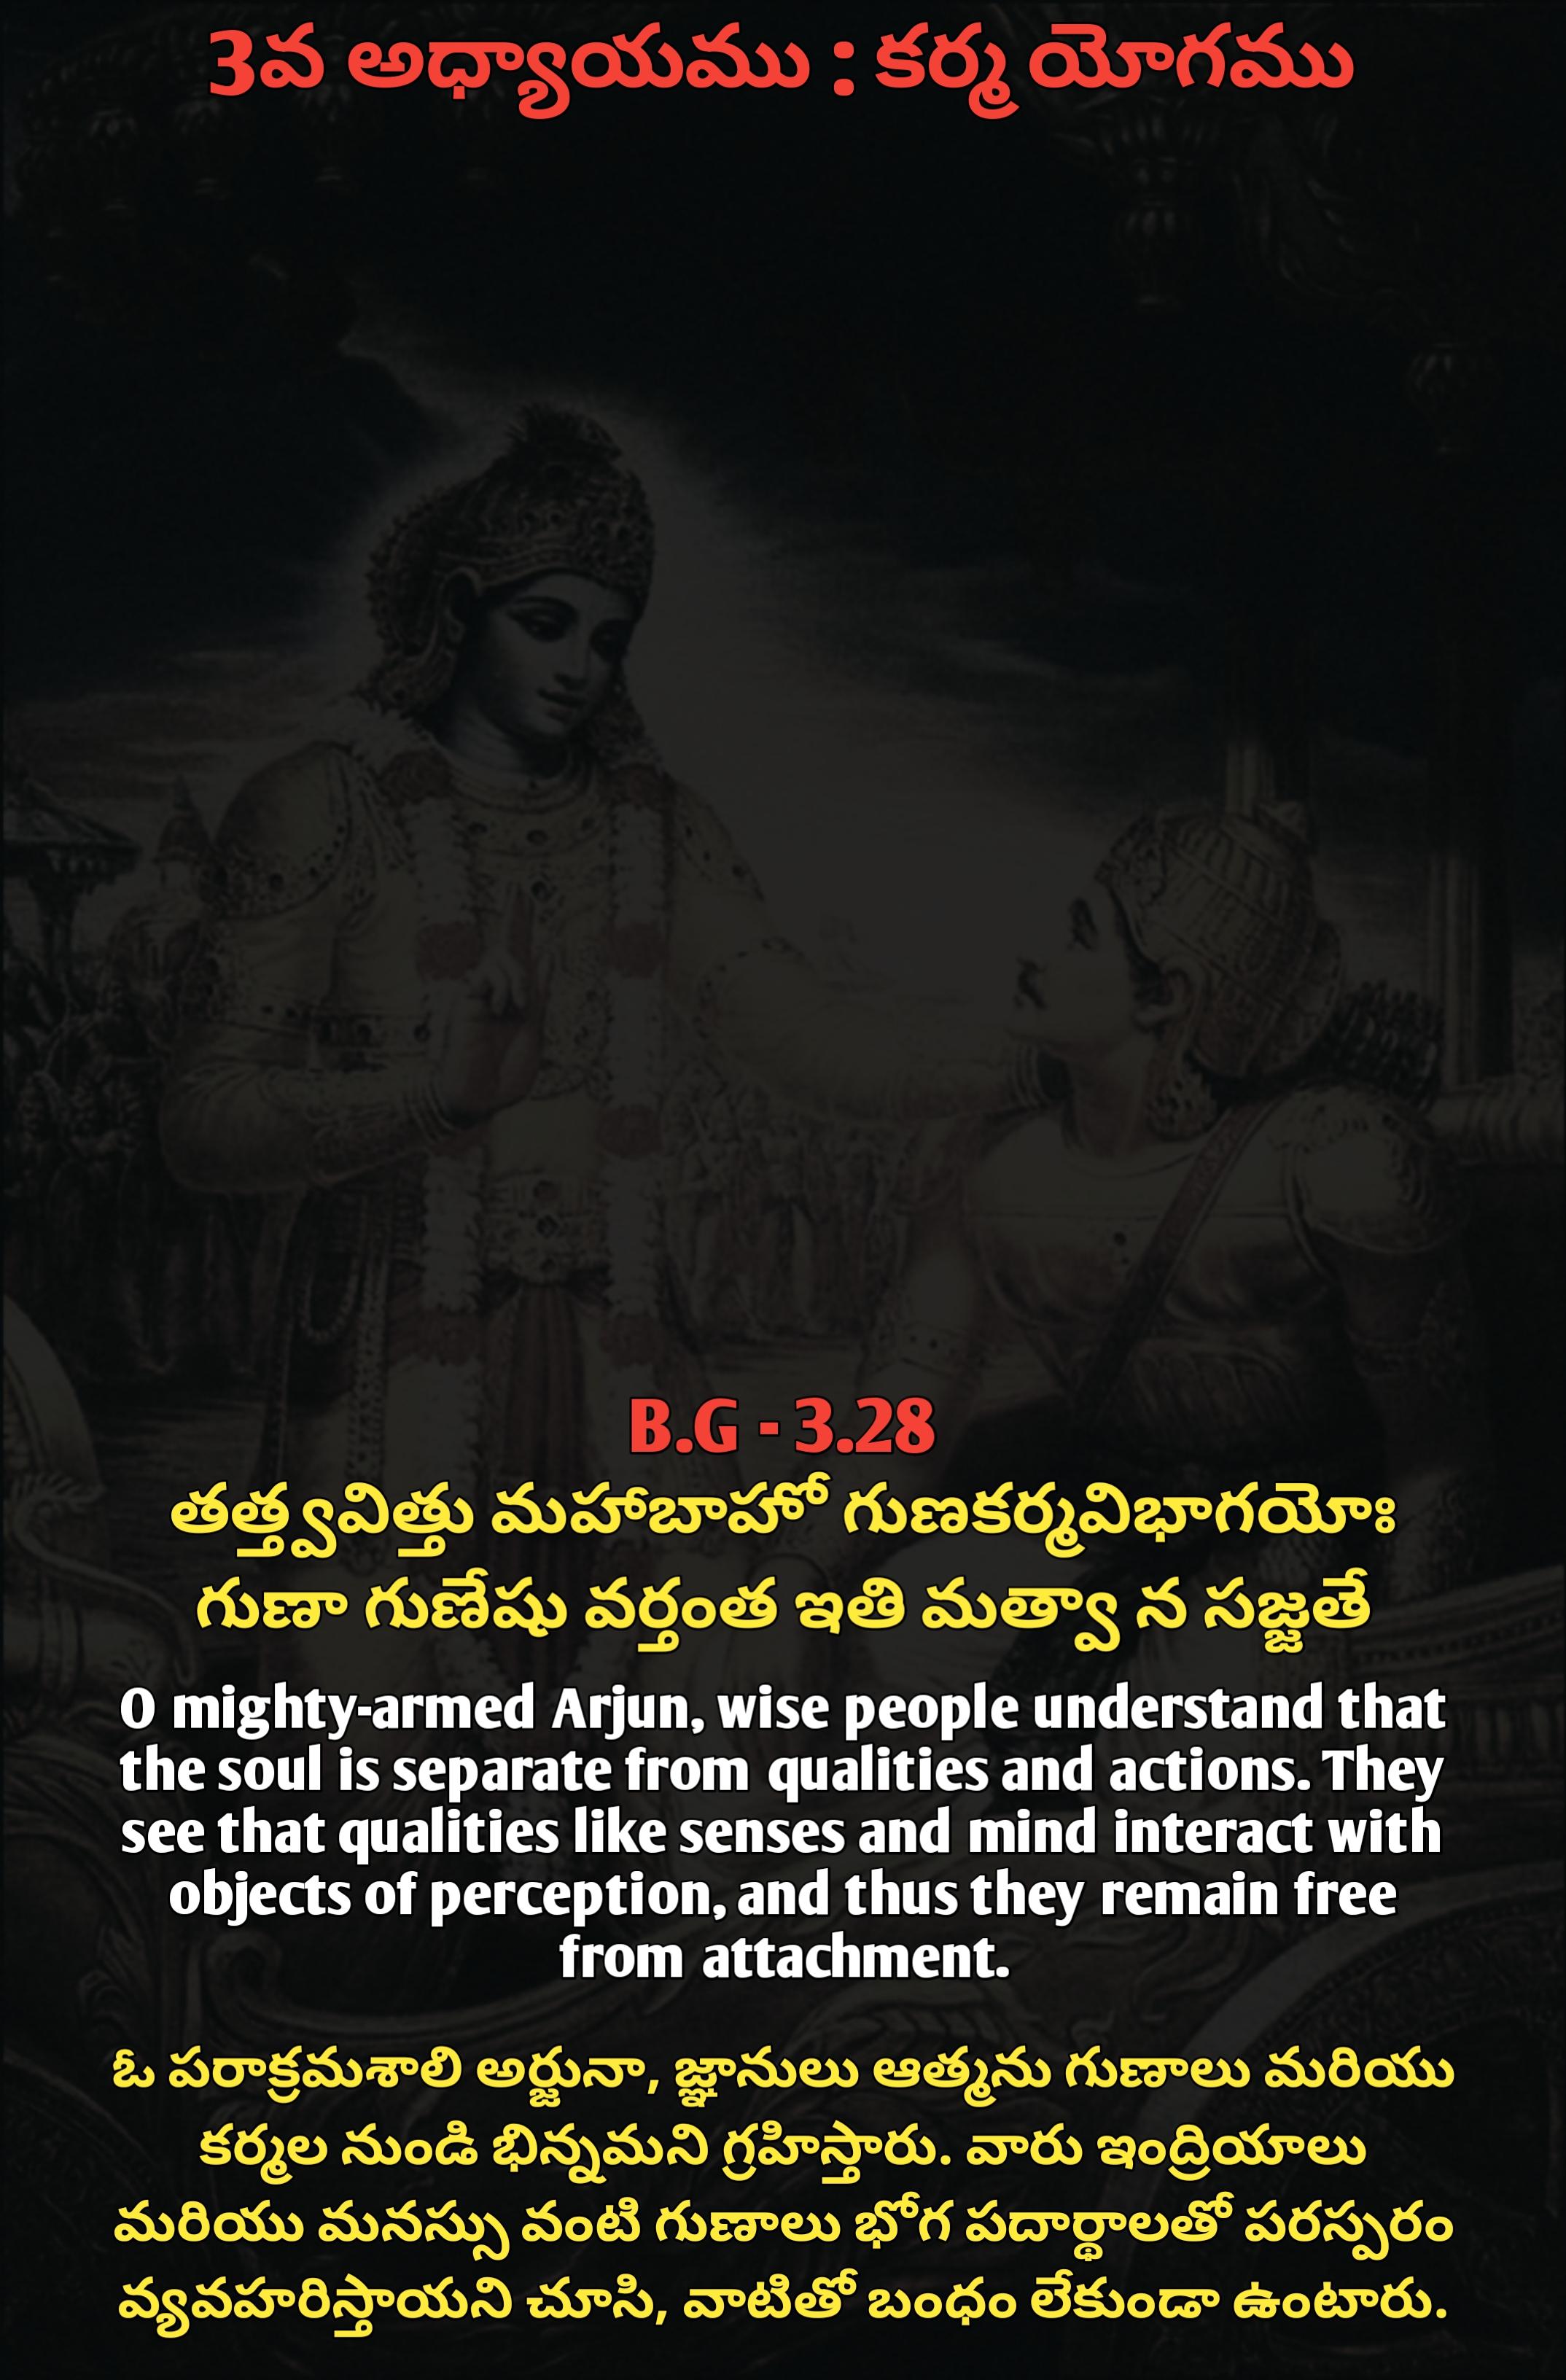 3వ అధ్యాయము : కర్మ యోగము
B.G - 3.28
తత్త్వవిత్తు మహాబాహో గుణకర్మవిభాగయోః
గుణా గుణేషు వర్తంత ఇతి మత్వా న సజ్జతే
O mighty-armed Arjun, wise people understand that
the soul is separate from qualities and actions. They
see that qualities like senses and mind interact with
objects of perception, and thus they remain free
from attachment.
ఓ పరాక్రమశాలి అర్జునా, జ్ఞానులు ఆత్మను గుణాలు మరియు
కర్మల నుండి భిన్నమని గ్రహిస్తారు. వారు ఇంద్రియాలు
మరియు మనస్సు వంటి గుణాలు భోగ పదార్థాలతో పరస్పరం
వ్యవహరిస్తాయని చూసి, వాటితో బంధం లేకుండా ఉంటారు.